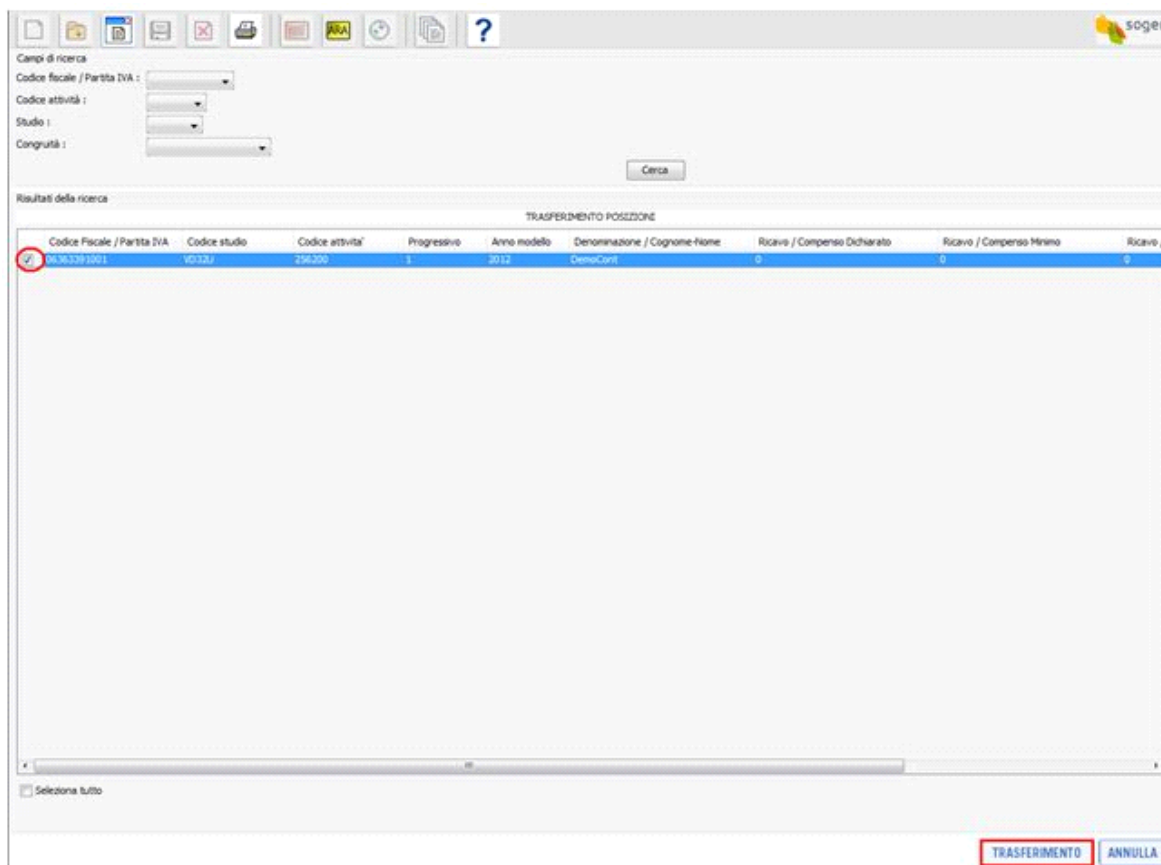 ARA ?
soge
Campi di ricerca
Codice fiscale / Partita IVA :
Codice attività :
Studio :
Congruità :
Cerca
Risultati della ricerca
TRASFERIMENTO POSIZIONI
Codice Fiscale / Partita IVA Codice studio Codice attivita' Progressivo Anno modello Denominazione / Cognome-Nome Ricavo / Compenso Dichiarato Ricavo / Compenso Minimo Ricavo /
06363391001 VD32U 256200 1 2012 DemoCont 0 0 0
Seleziona tutto
TRASFERIMENTO ANNULLA